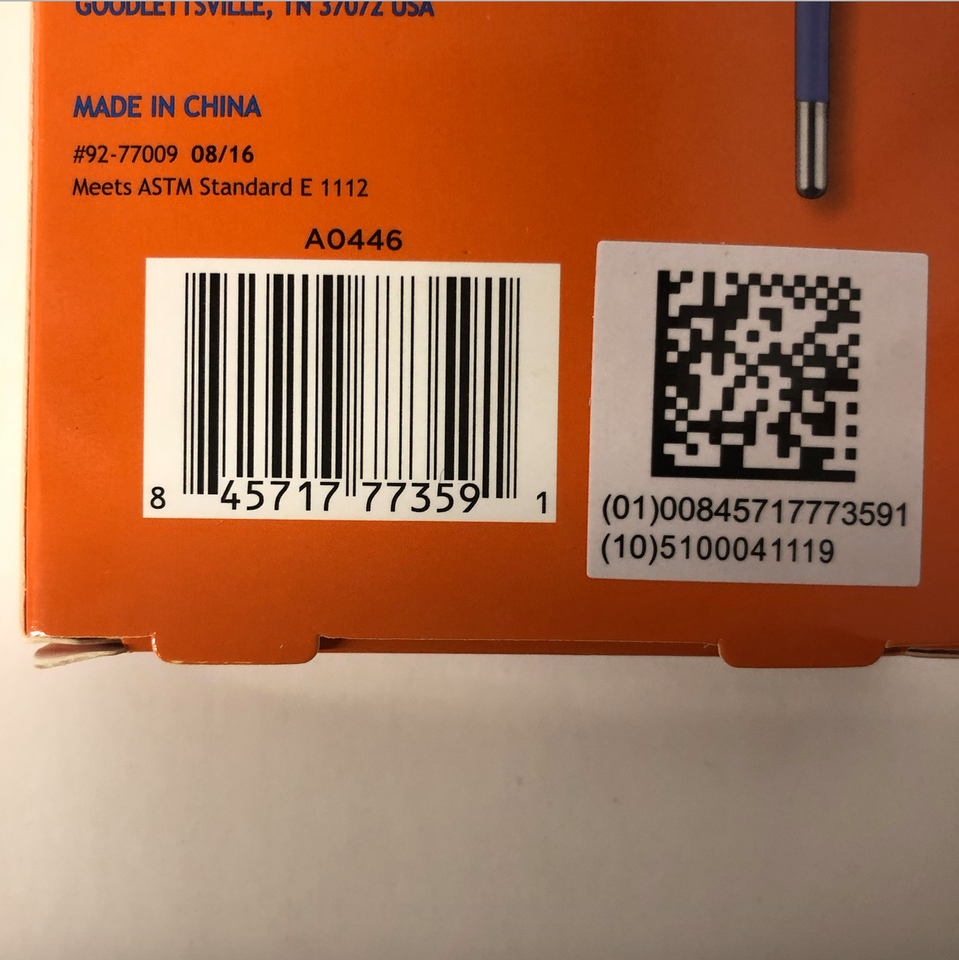 GOODLETTSVILLE, TN 37072 USA
MADE IN CHINA
#92-77009 08/16
Meets ASTM Standard E 1112
A0446
8 45717 77359 1
(01)00845717773591
(10)5100041119